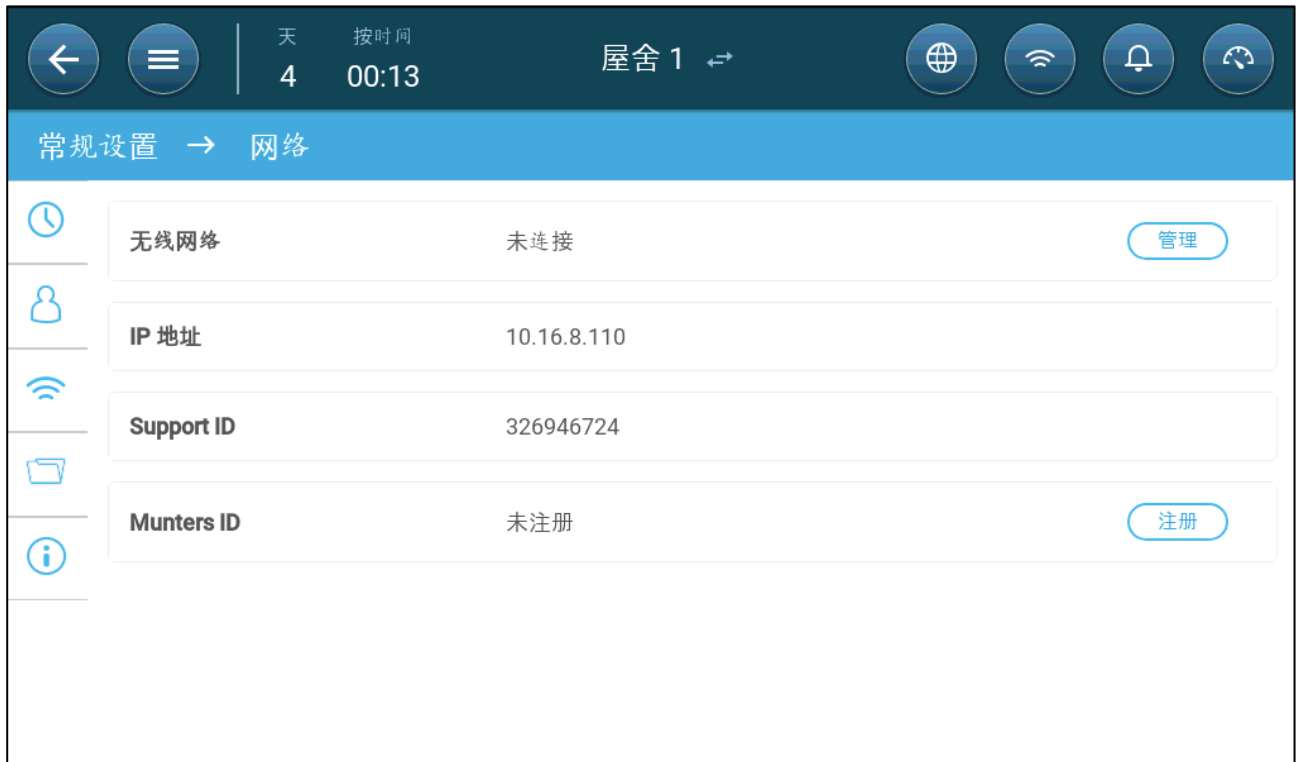 天 按时间
4 00:13
屋舍 1
常规设置 → 网络
无线网络 未连接 管理
IP 地址 10.16.8.110
Support ID 326946724
Munters ID 未注册 注册